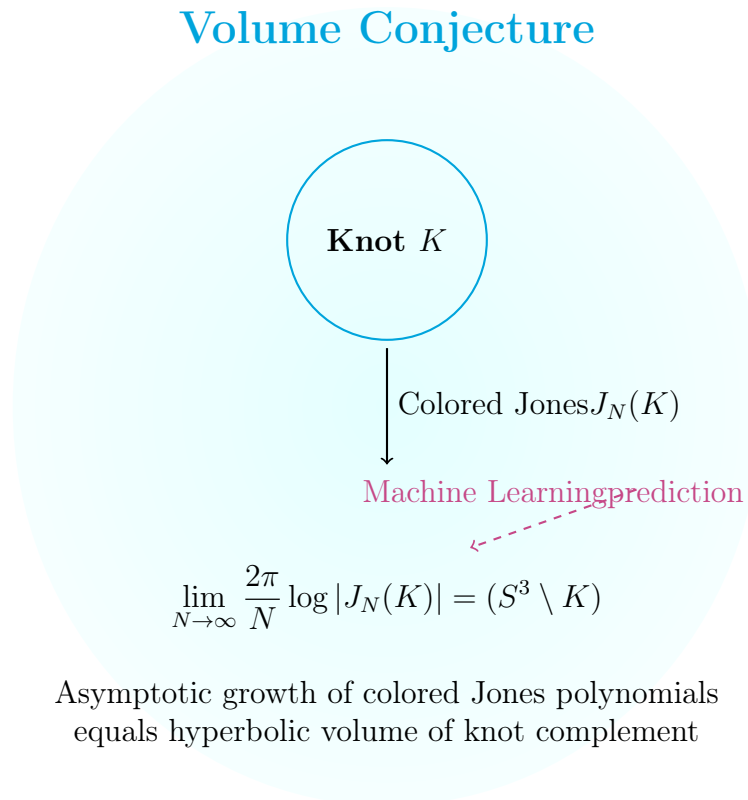 Volume Conjecture
Knot K
Colored JonesJ_N(K)
Machine Learningprediction
lim_{N→∞} \frac{2π}{N} log |J_N(K)| = (S^3 \ K)
Asymptotic growth of colored Jones polynomials
equals hyperbolic volume of knot complement